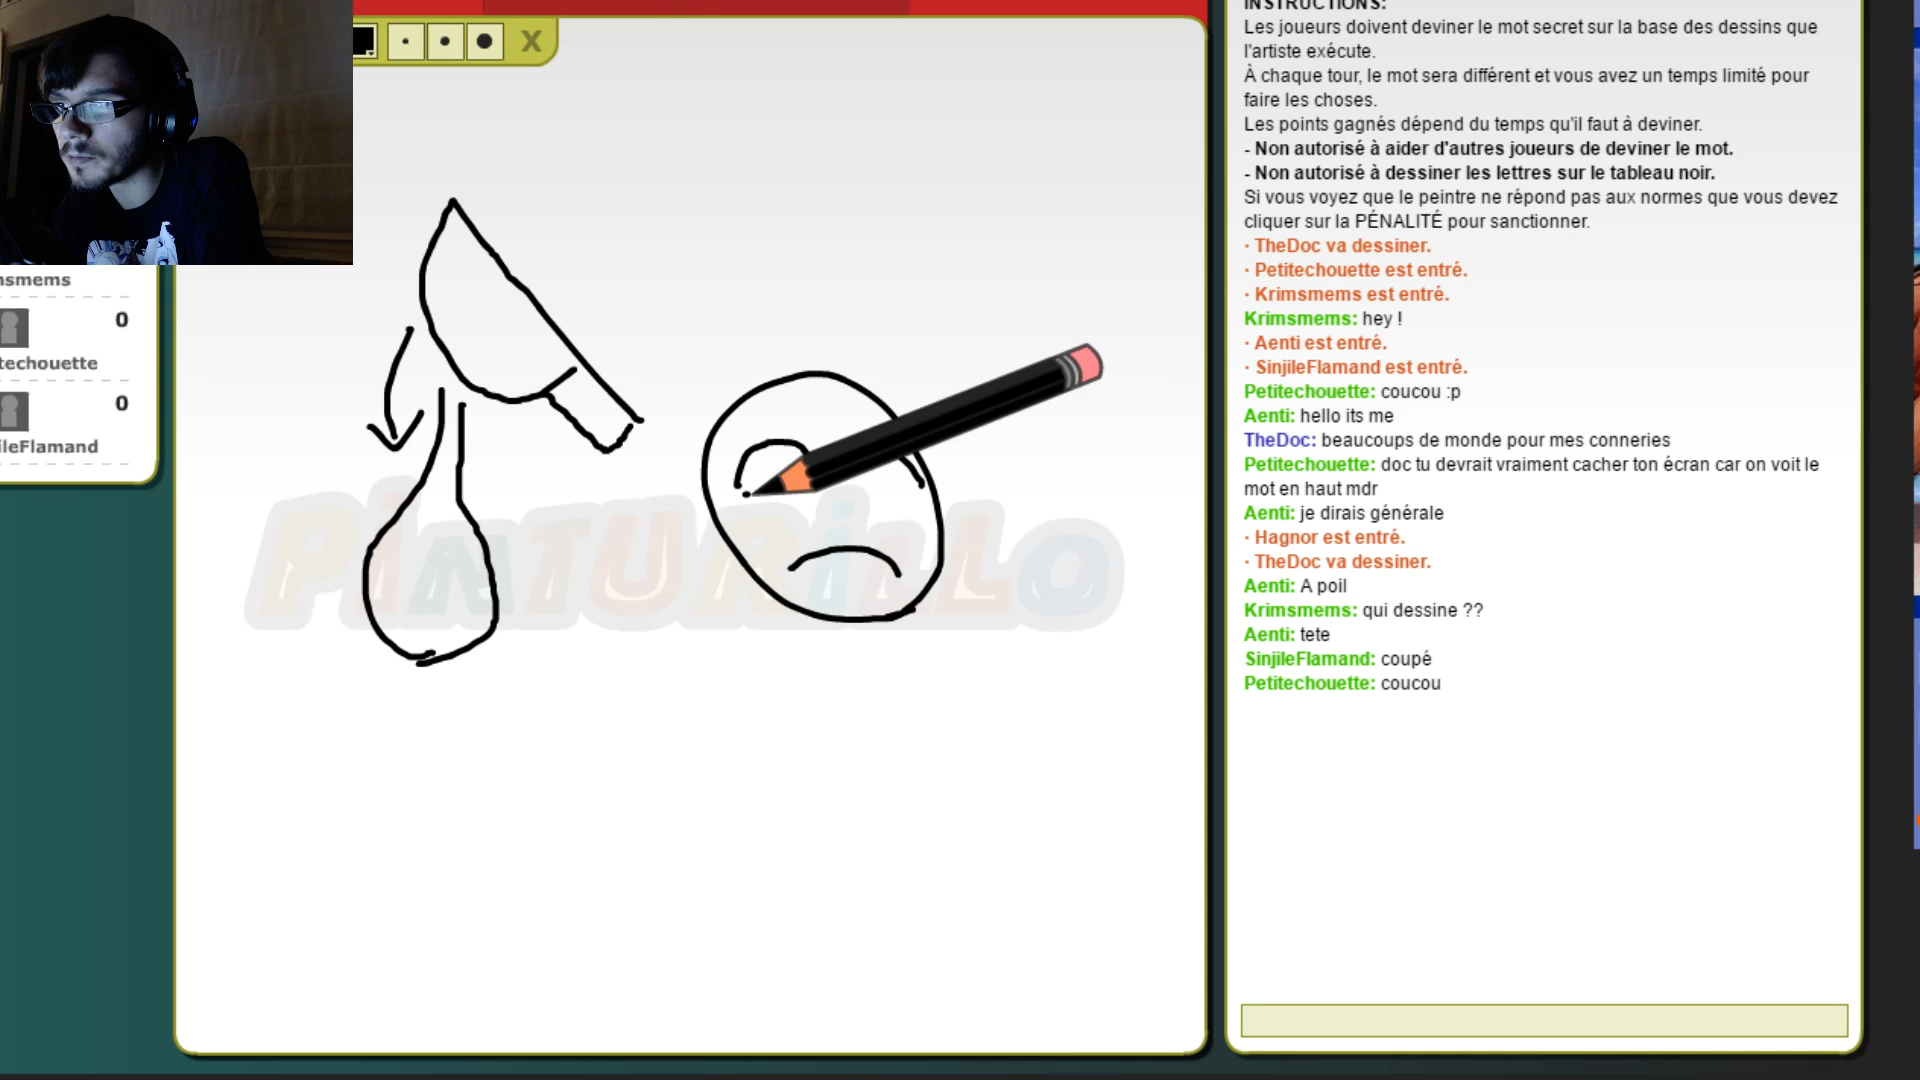 INSTRUCTIONS:
Les joueurs doivent deviner le mot secret sur la base des dessins que
l'artiste exécute.
À chaque tour, le mot sera différent et vous avez un temps limité pour
faire les choses.
Les points gagnés dépend du temps qu'il faut à deviner.
- Non autorisé à aider d'autres joueurs de deviner le mot.
- Non autorisé à dessiner les lettres sur le tableau noir.
Si vous voyez que le peintre ne répond pas aux normes que vous devez
cliquer sur la PÉNALITÉ pour sanctionner.
· TheDoc va dessiner.
· Petitechouette est entré.
· Krimsmems est entré.
Krimsmems: hey !
· Aenti est entré.
· SinjileFlamand est entré.
Petitechouette: coucou :p
Aenti: hello its me
TheDoc: beaucoups de monde pour mes conneries
Petitechouette: doc tu devrait vraiment cacher ton écran car on voit le
mot en haut mdr
Aenti: je dirais générale
· Hagnor est entré.
· TheDoc va dessiner.
Aenti: A poil
Krimsmems: qui dessine ??
Aenti: tete
SinjileFlamand: coupé
Petitechouette: coucou
X
msmems
0
techouette
0
ileFlamand
PINTURILLO